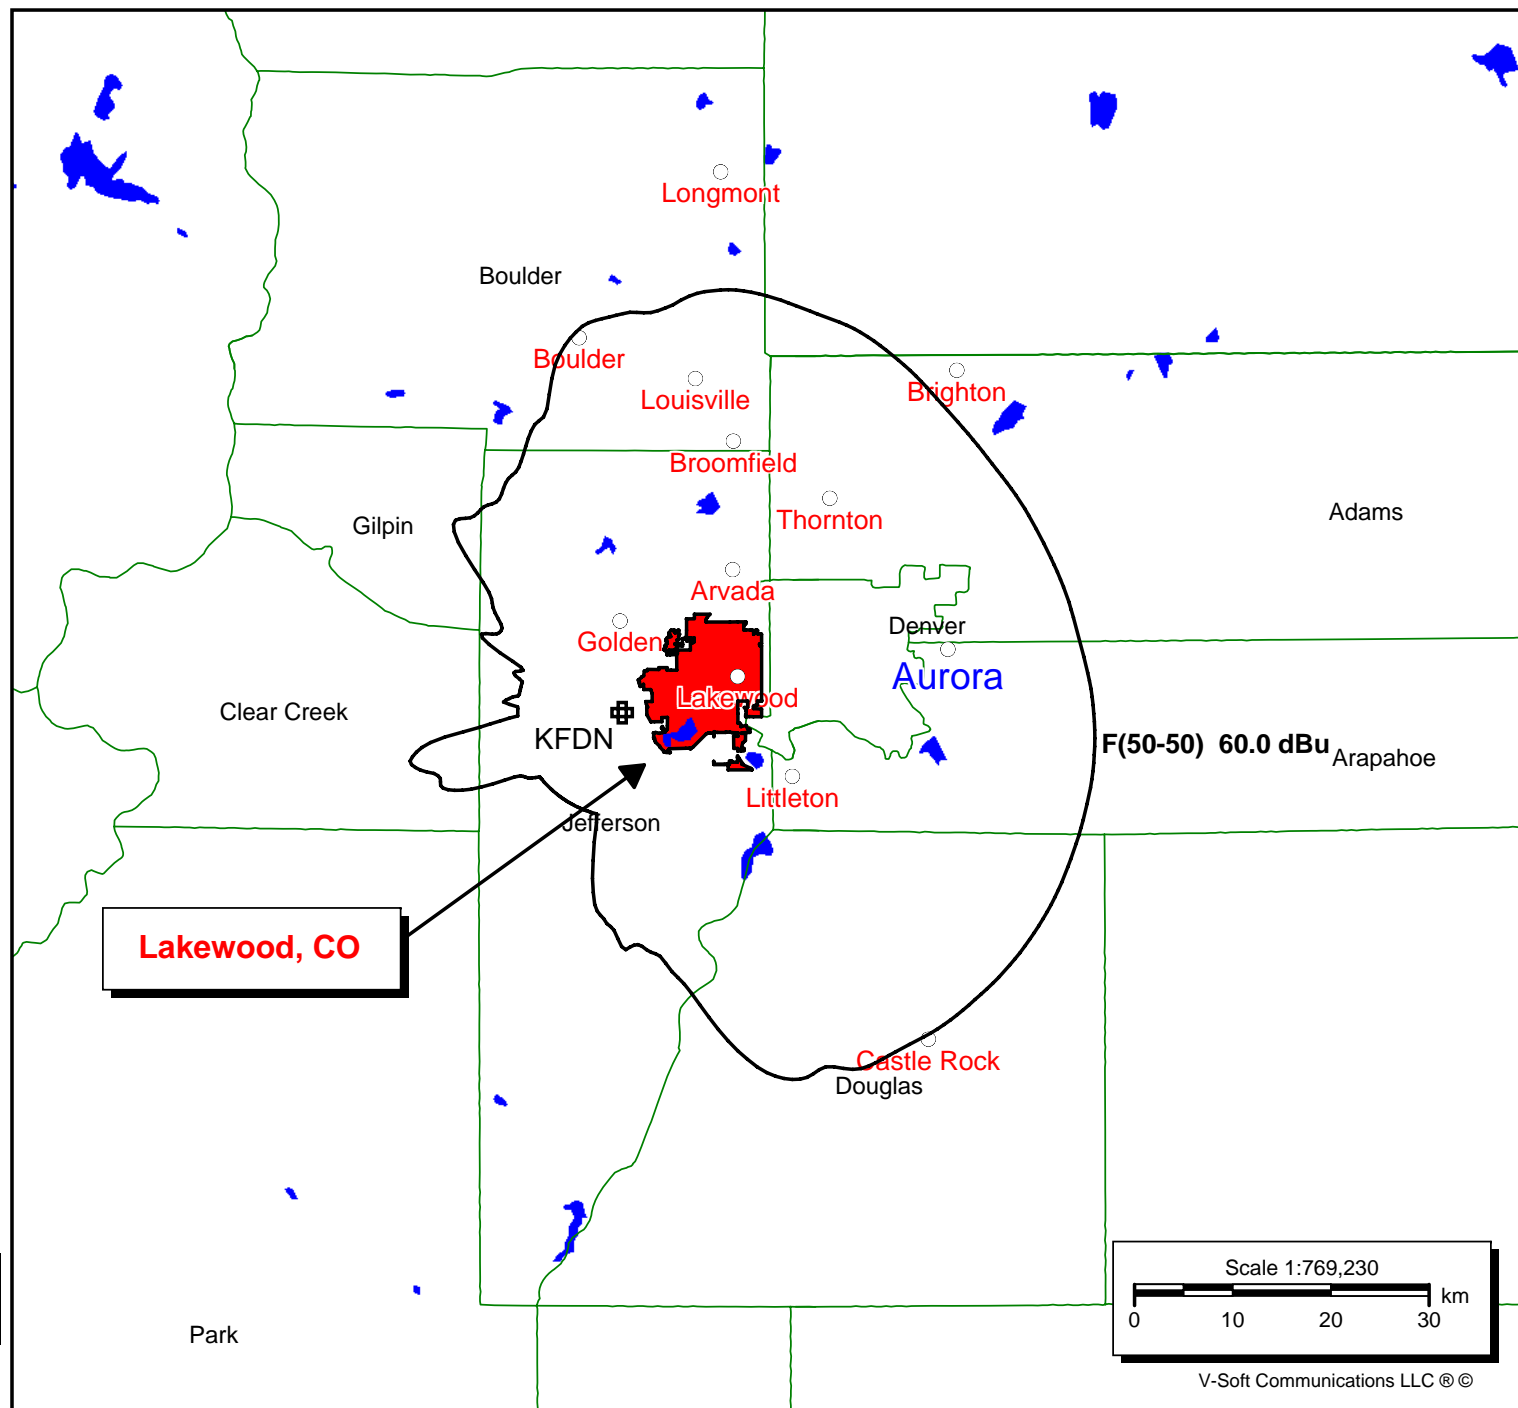 Longmont
Boulder
Boulder
Louisville
Brighton
Broomfield
Thornton
Adams
Gilpin
Arvada
Denver
Golden
Aurora
Lakewood
Clear Creek
KFDN
F(50-50) 60.0 dBu
Arapahoe
Littleton
Jefferson
Lakewood, CO
Castle Rock
Douglas
Scale 1:769,230
km
0 10 20 30
Park
V-Soft Communications LLC ® ©